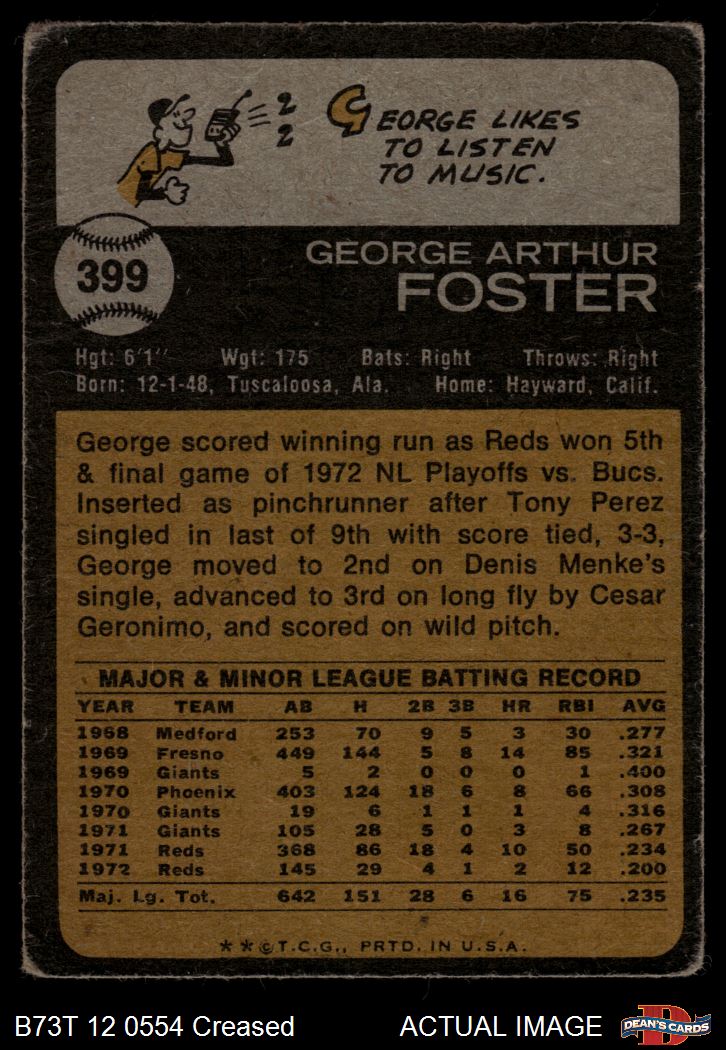 2
2
GEORGE LIKES
TO LISTEN
TO MUSIC.
399
GEORGE ARTHUR
FOSTER
Hgt: 6'1" Wgt: 175 Bats: Right Throws: Right
Born: 12-1-48, Tuscaloosa, Ala. Home: Hayward, Calif.
George scored winning run as Reds won 5th
& final game of 1972 NL Playoffs vs. Bucs.
Inserted as pinchrunner after Tony Perez
singled in last of 9th with score tied, 3-3,
George moved to 2nd on Denis Menke's
single, advanced to 3rd on long fly by Cesar
Geronimo, and scored on wild pitch.
MAJOR & MINOR LEAGUE BATTING RECORD
YEAR TEAM AB H 2B 3B HR RBI AVG
1968 Medford 253 70 9 5 3 30 .277
1969 Fresno 449 144 5 8 14 85 .321
1969 Giants 5 2 0 0 0 1 .400
1970 Phoenix 403 124 18 6 8 66 .308
1970 Giants 19 6 1 1 1 4 .316
1971 Giants 105 28 5 0 3 8 .267
1971 Reds 368 86 18 4 10 50 .234
1972 Reds 145 29 4 1 2 12 .200
Maj. Lg. Tot. 642 151 28 6 16 75 .235
**©T.C.G., PRTD. IN U.S.A.
B73T 12 0554 Creased ACTUAL IMAGE
D
DEAN'S CARDS